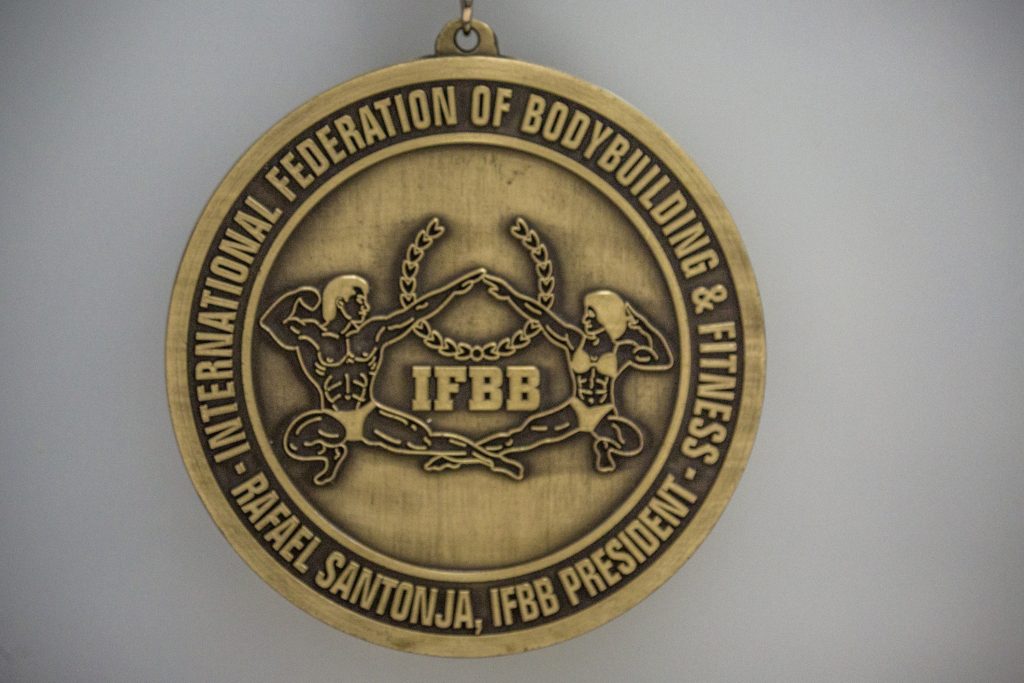 INTERNATIONAL FEDERATION OF BODYBUILDING & FITNESS
IFBB
- RAFAEL SANTONJA, IFBB PRESIDENT -